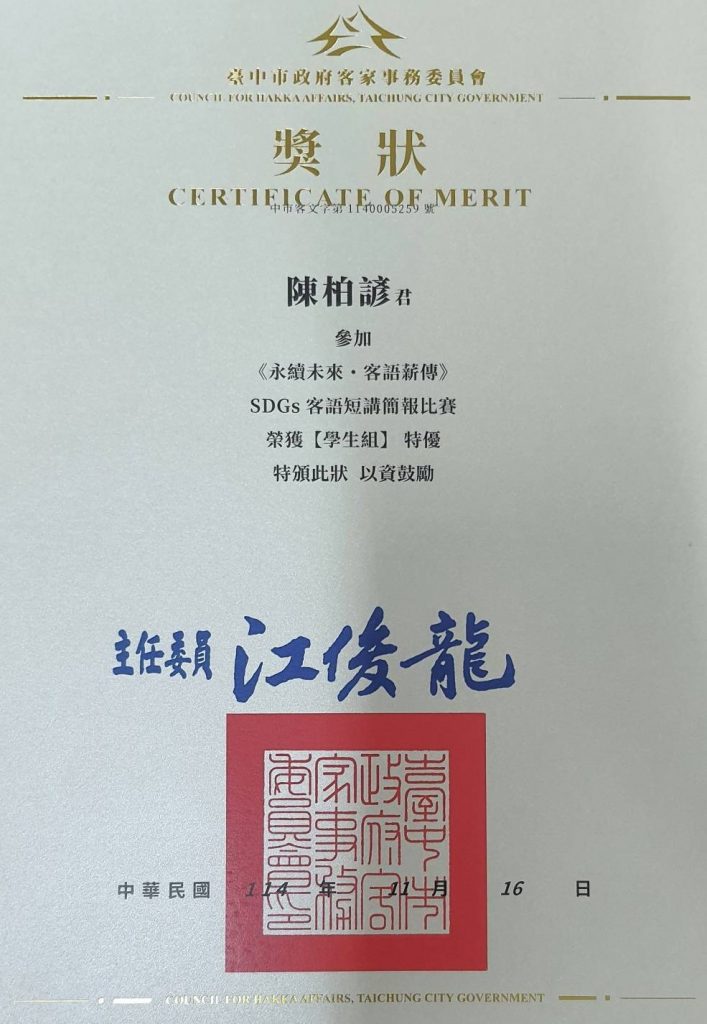 臺中市政府客家事務委員會
COUNCIL FOR HAKKA AFFAIRS, TAICHUNG CITY GOVERNMENT
獎狀
CERTIFICATE OF MERIT
中市客文字第1140005259號
陳柏諺君
參加
《永續未來・客語薪傳》
SDGs 客語短講簡報比賽
榮獲【學生組】 特優
特頒此狀 以資鼓勵
主任委員 江俊龍
臺中市政府客家事務委員會印
中華民國 114 年 11 月 16 日
COUNCIL FOR HAKKA AFFAIRS, TAICHUNG CITY GOVERNMENT